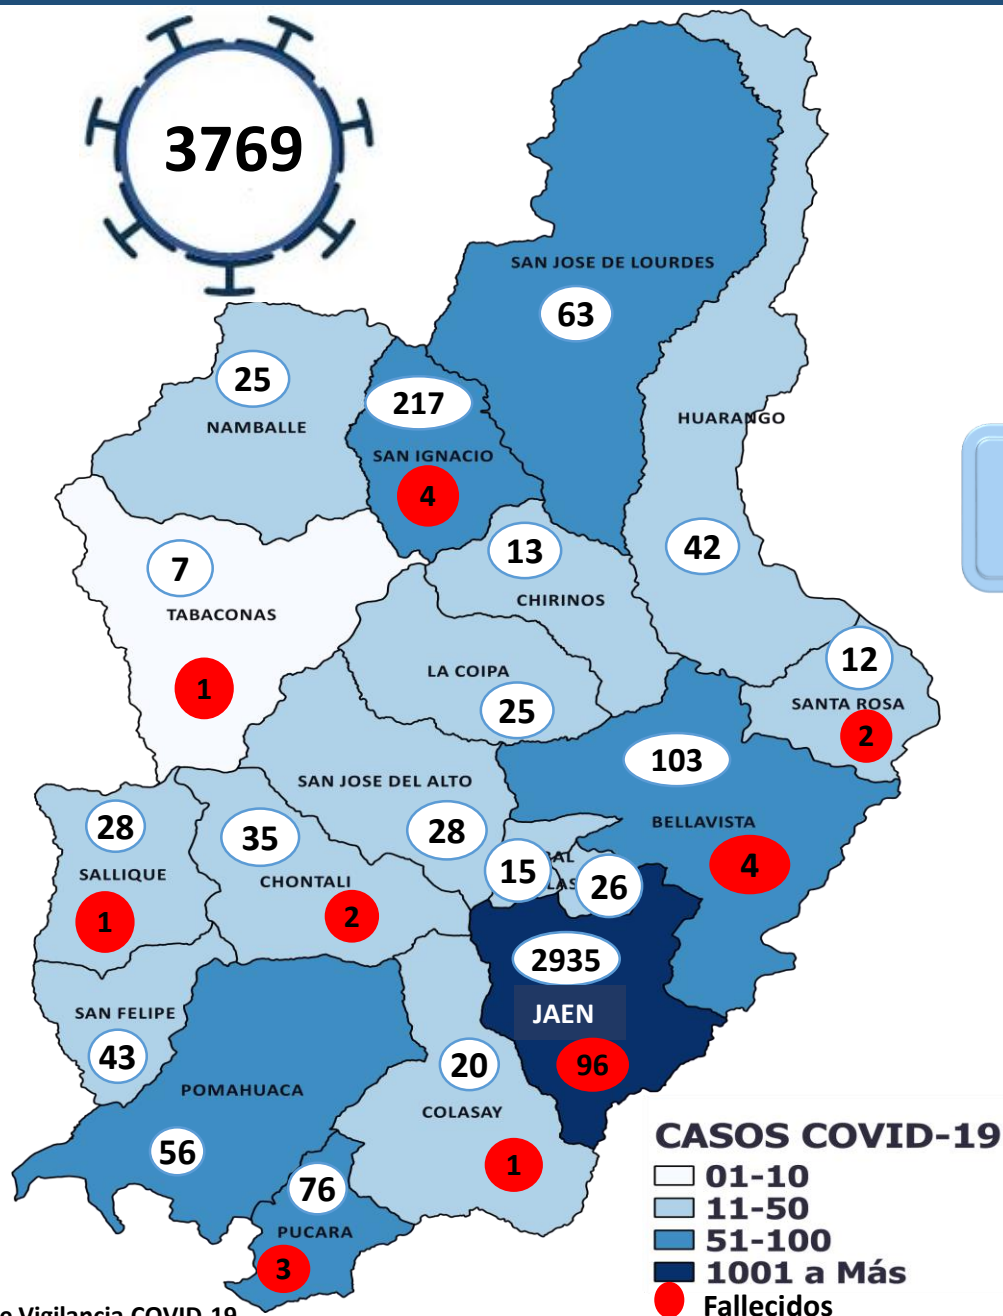 3769
SAN JOSE DE LOURDES
63
25
NAMBALLE
217
SAN IGNACIO
4
HUARANGO
42
7
TABACONAS
1
13
CHIRINOS
LA COIPA
25
12
SANTA ROSA
2
103
BELLAVISTA
4
SAN JOSE DEL ALTO
28
28
SALLIQUE
1
35
CHONTALI
2
15
26
2935
JAEN
96
SAN FELIPE
43
POMAHUACA
56
20
COLASAY
1
76
PUCARA
3
CASOS COVID-19
01-10
11-50
51-100
1001 a Más
Fallecidos
e Vigilancia COVID-19